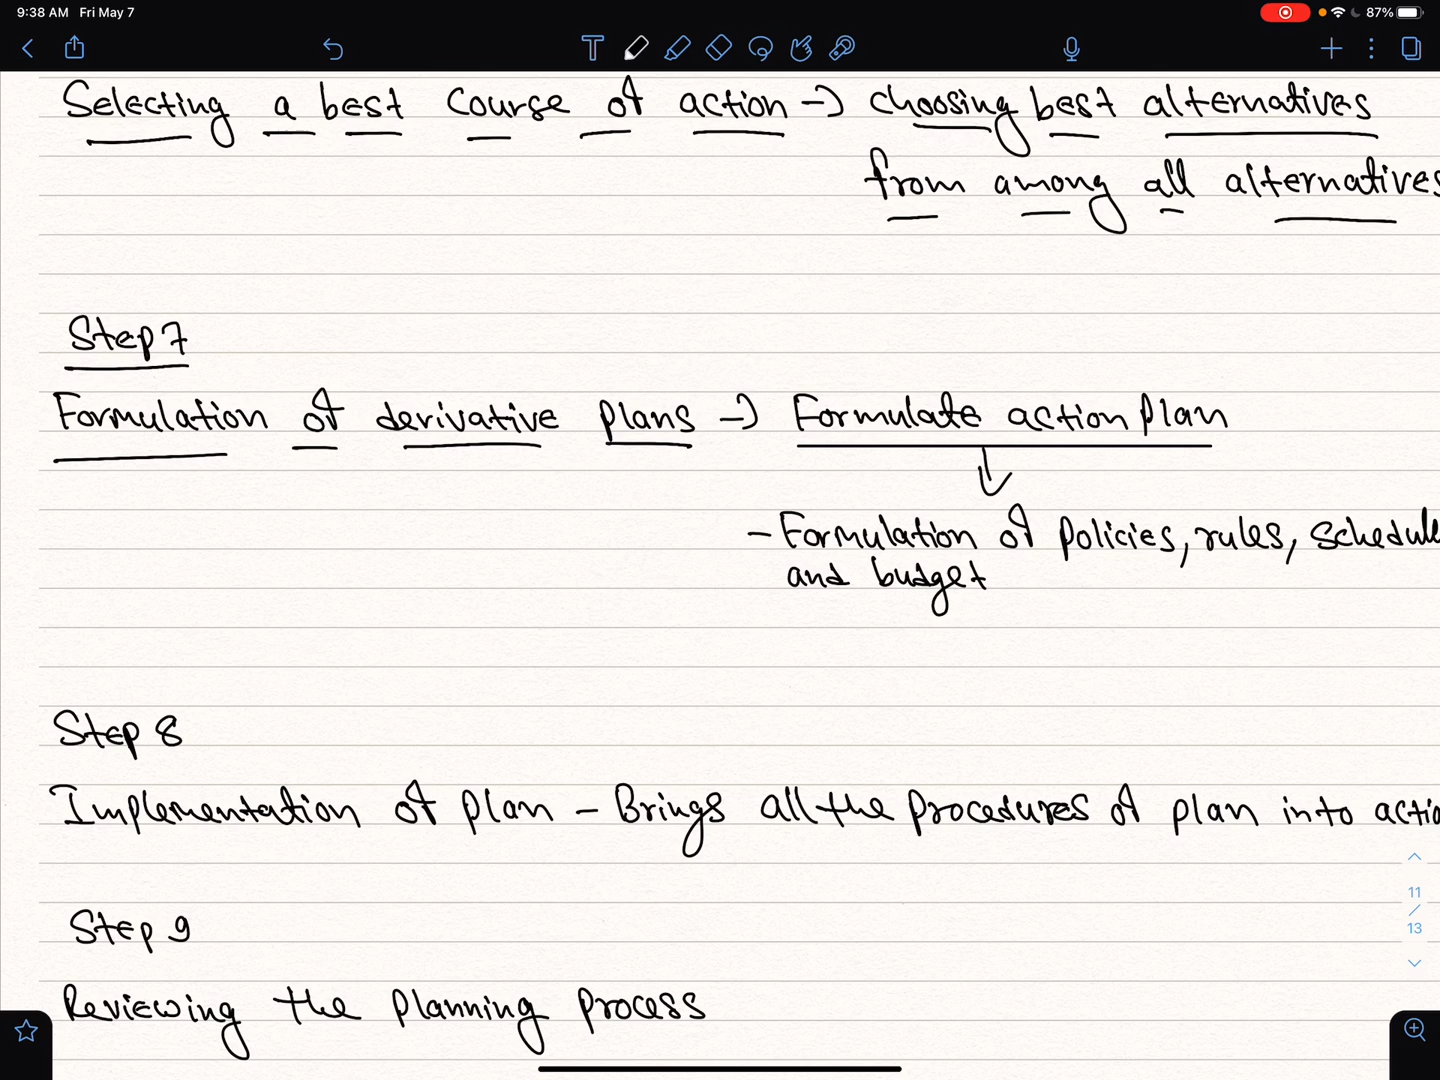 9:38 AM Fri May 7
87%
Selecting a best course of action → choosing best alternatives
from among all alternatives
Step 7
Formulation of derivative plans → Formulate action plan
↓
- Formulation of policies, rules, schedule
and budget
Step 8
Implementation of plan - Brings all the procedures of plan into actio
11
/
13
Step 9
Reviewing the planning process